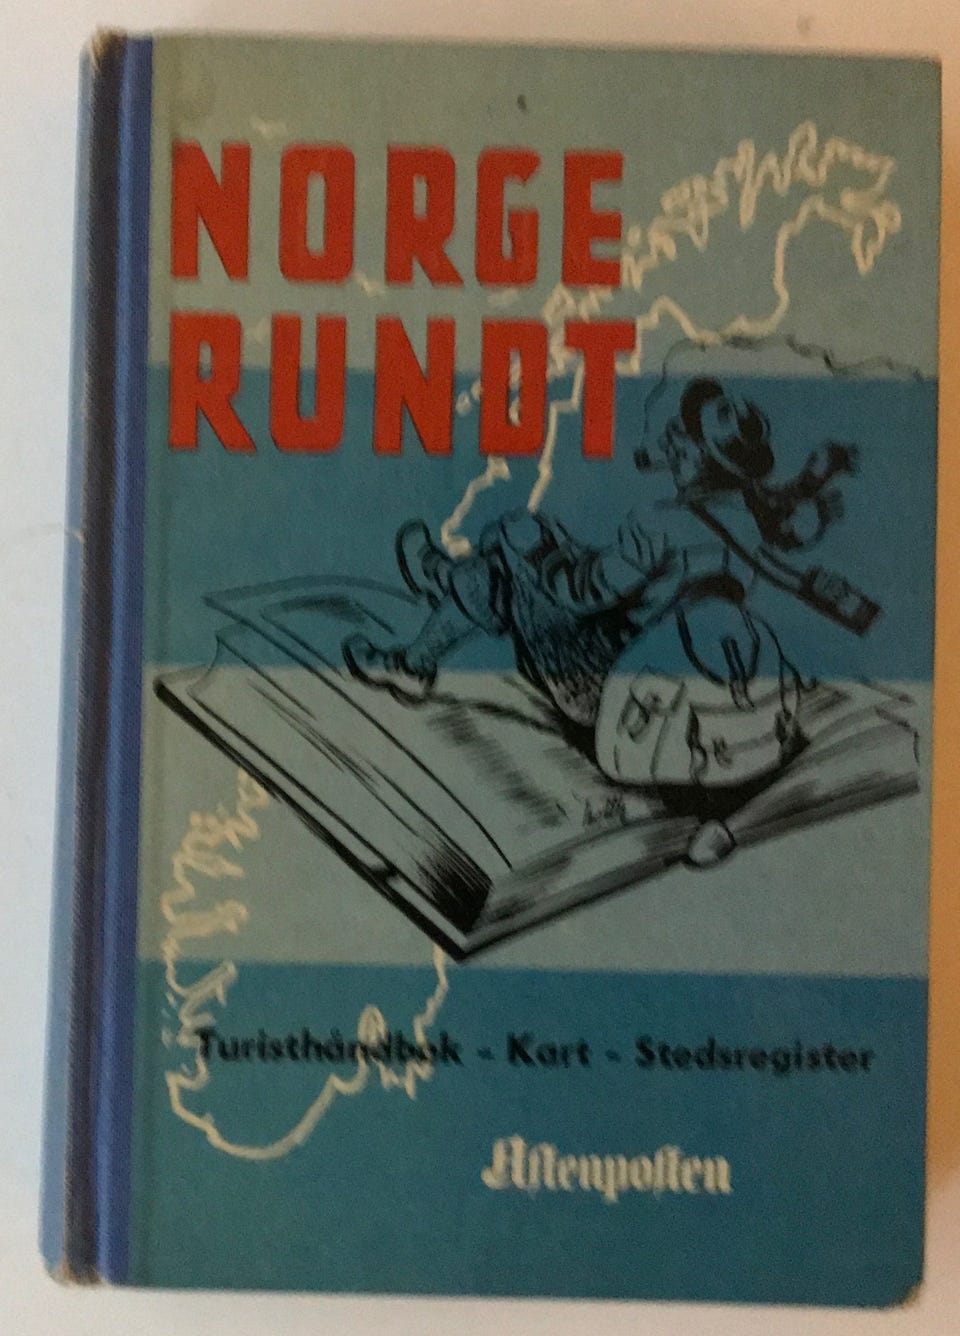 NORGE
RUNDT
Turisthåndbok - Kart - Stedsregister
Aftenposten